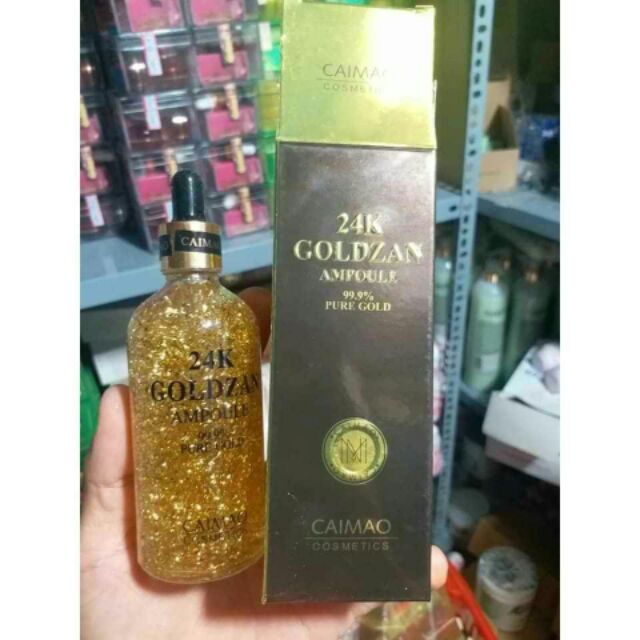 CAIMAO
24K
GOLDZAN
AMPOULE
99.9%
PURE GOLD
CAIMAO
COSMETICS
CAIMAO
COSMETICS
24K
GOLDZAN
AMPOULE
99.9%
PURE GOLD
CAIMAO
COSMETICS